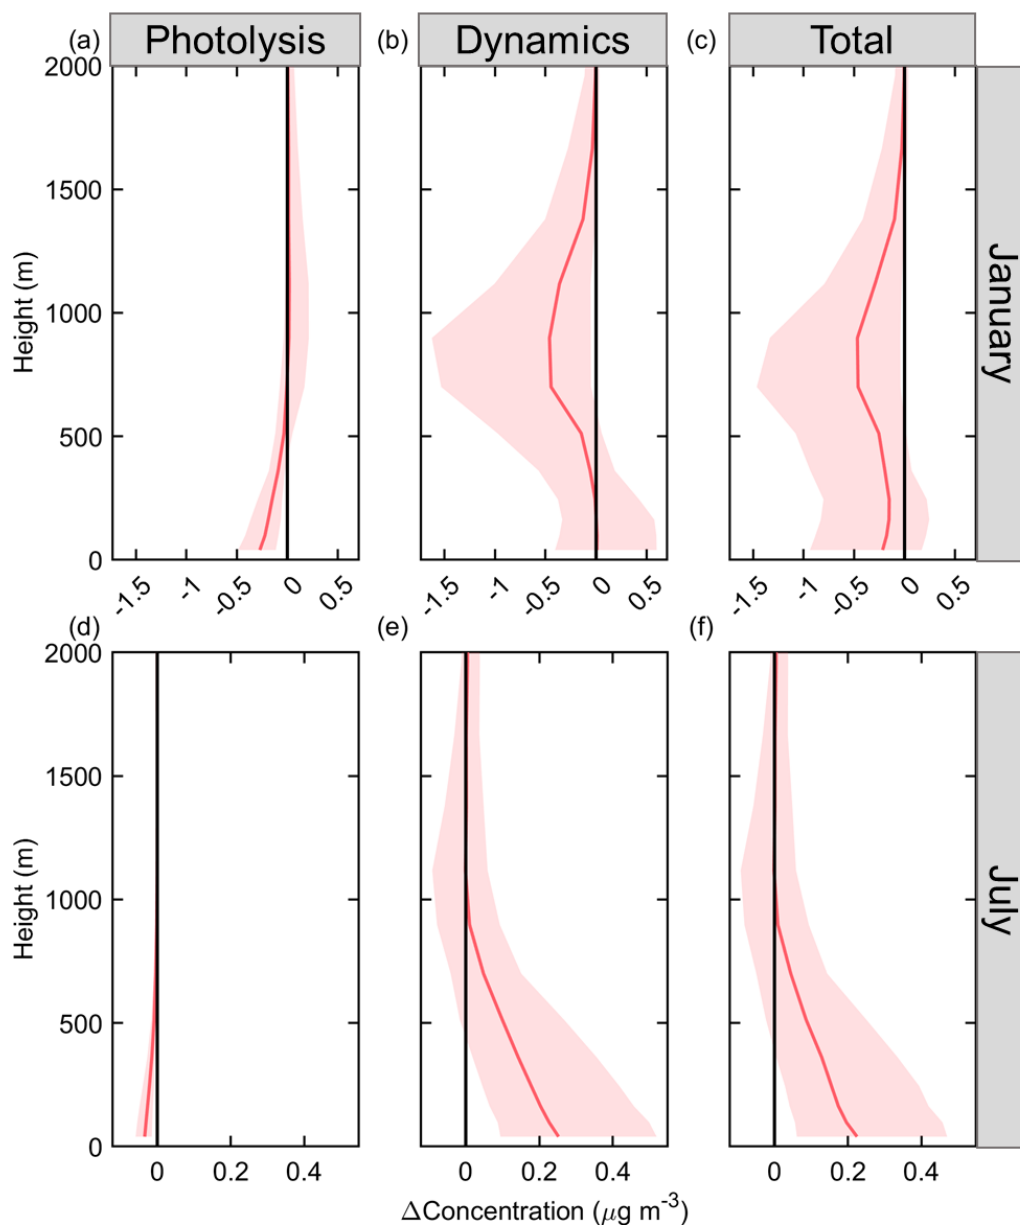 (a) Photolysis (b) Dynamics (c) Total
2000
1500
1000
500
0
Height (m)
-1.5 -1 -0.5 0 0.5 -1.5 -1 -0.5 0 0.5 -1.5 -1 -0.5 0 0.5
January
(d) (e) (f)
2000
1500
1000
500
0
Height (m)
0 0.4 0 0.2 0.4 0 0.2 0.4
July
ΔConcentration (μg m⁻³)